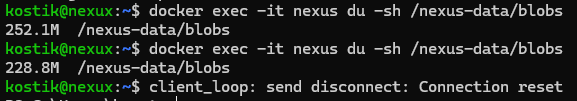 kostik@nexux:~$ docker exec -it nexus du -sh /nexus-data/blobs
252.1M  /nexus-data/blobs
kostik@nexux:~$ docker exec -it nexus du -sh /nexus-data/blobs
228.8M  /nexus-data/blobs
kostik@nexux:~$ client_loop: send disconnect: Connection reset